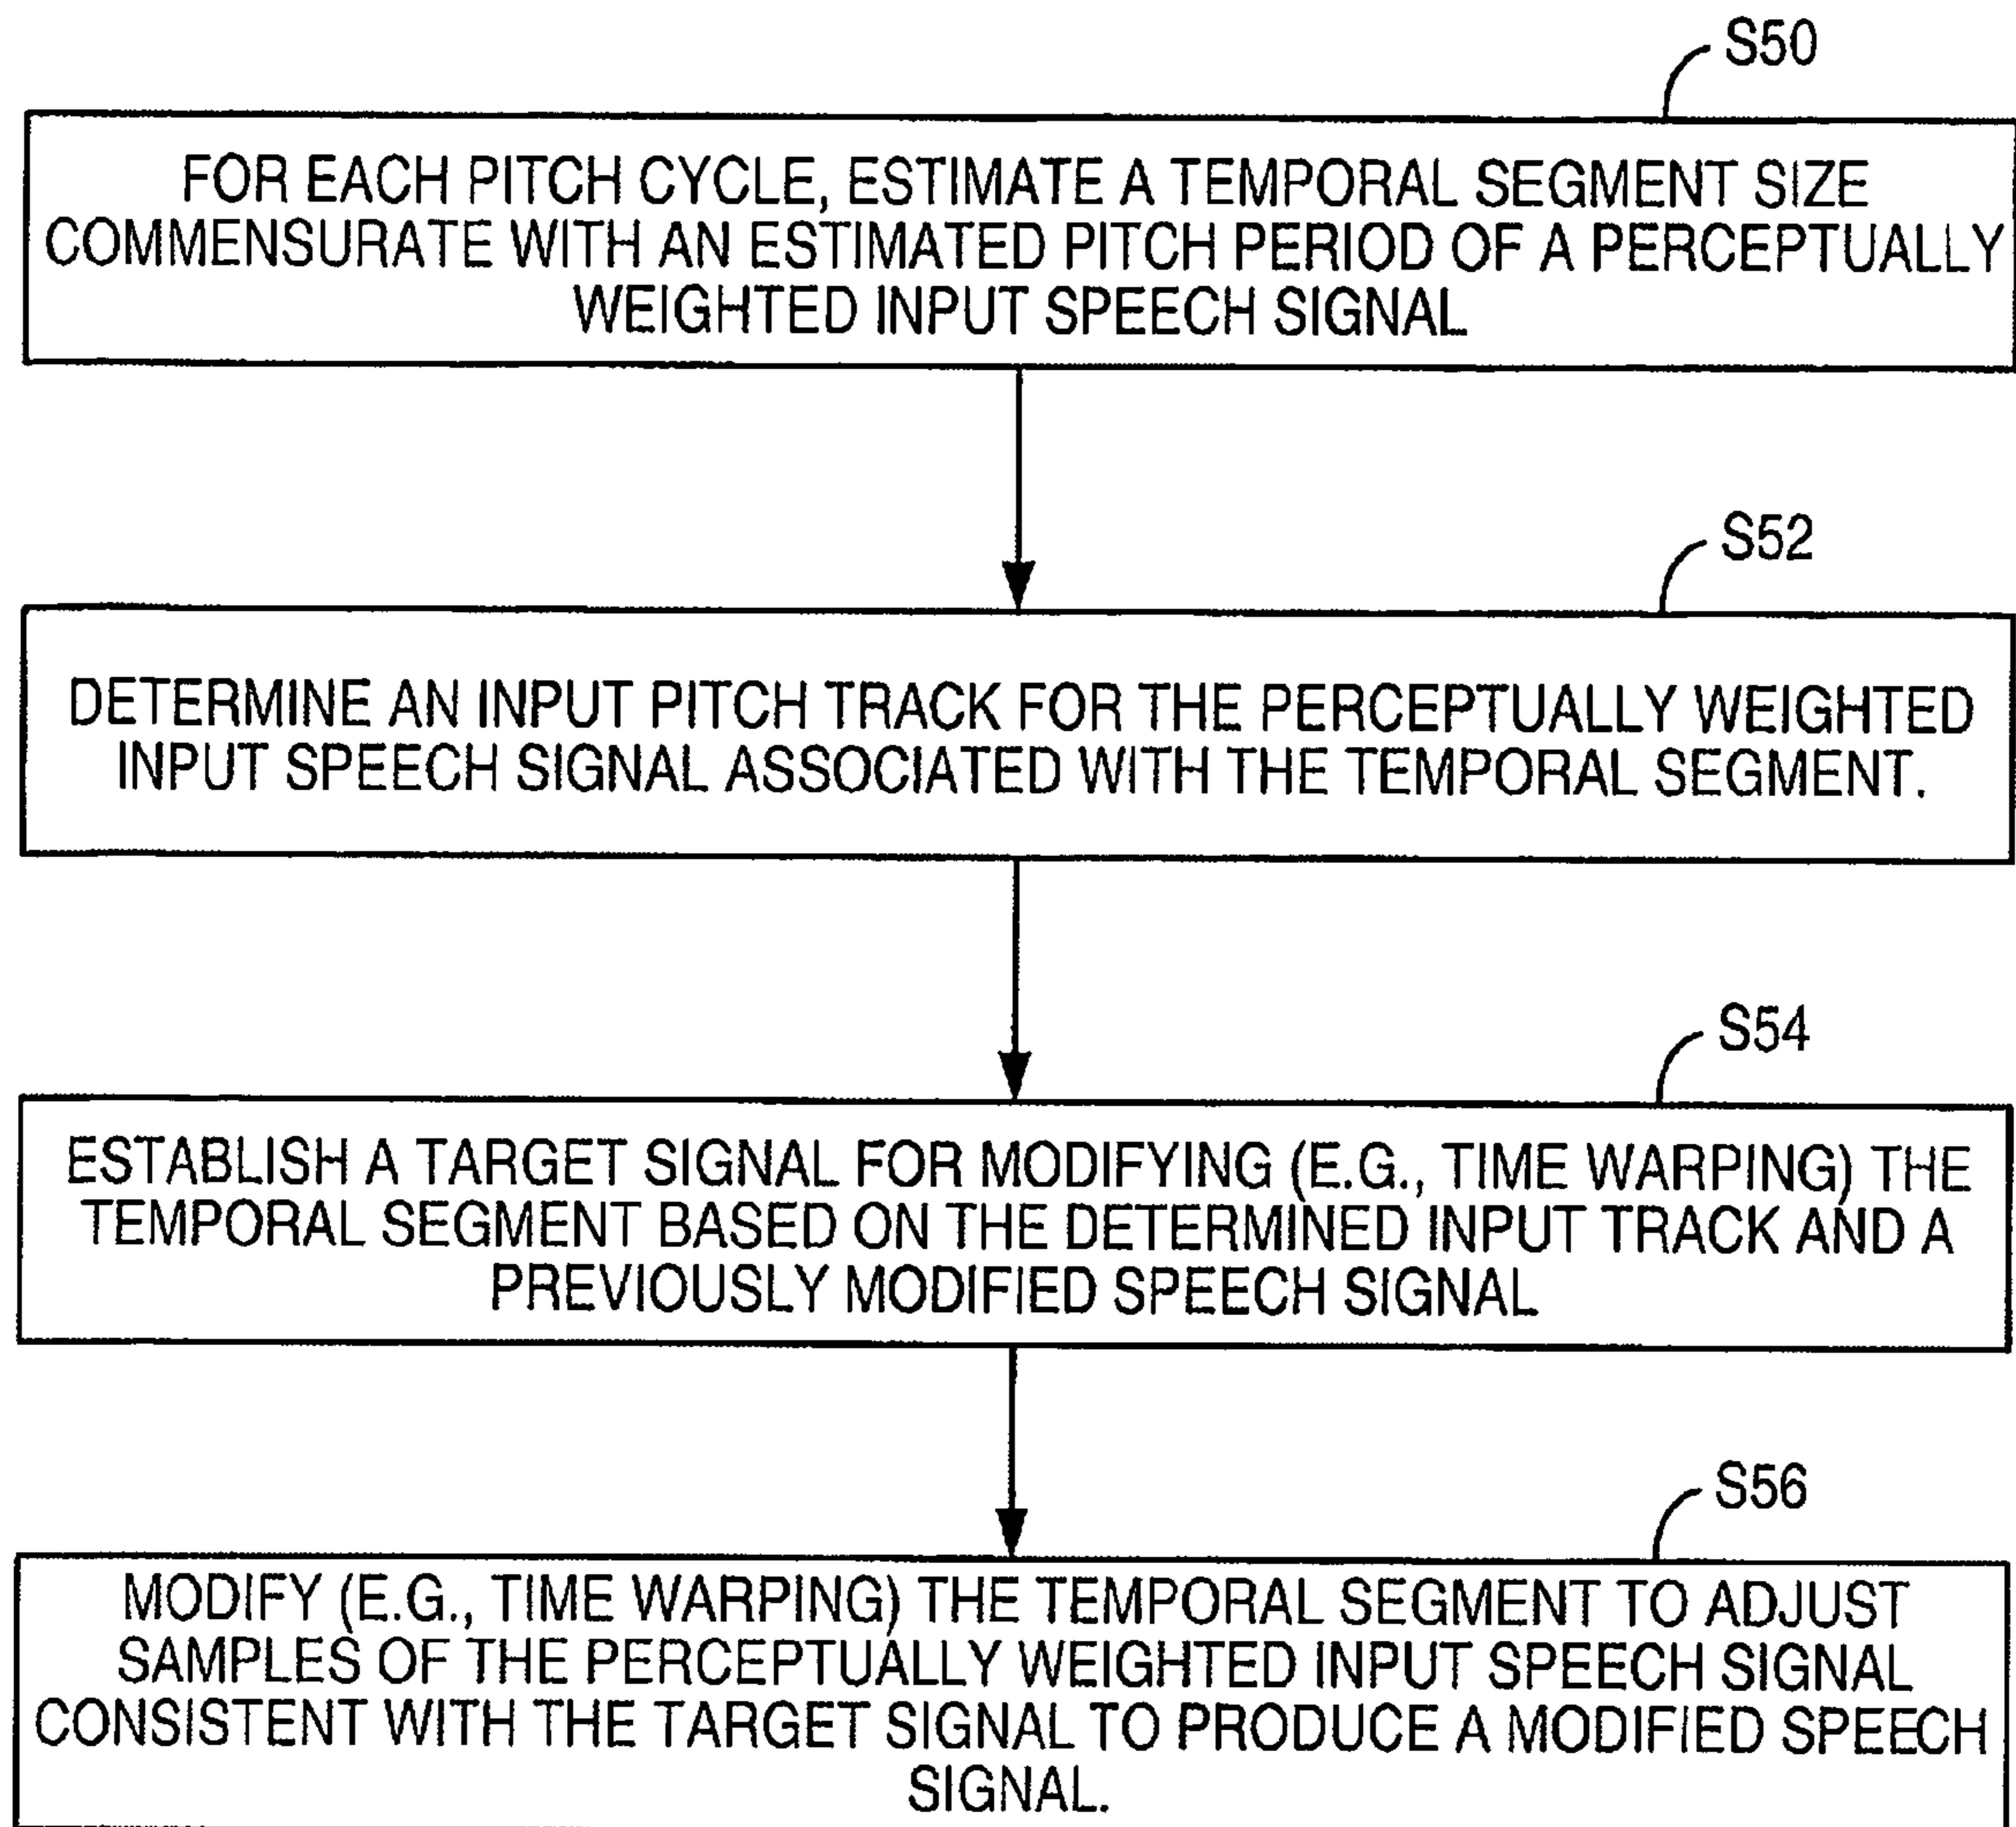 S50
FOR EACH PITCH CYCLE, ESTIMATE A TEMPORAL SEGMENT SIZE
COMMENSURATE WITH AN ESTIMATED PITCH PERIOD OF A PERCEPTUALLY
WEIGHTED INPUT SPEECH SIGNAL
S52
DETERMINE AN INPUT PITCH TRACK FOR THE PERCEPTUALLY WEIGHTED
INPUT SPEECH SIGNAL ASSOCIATED WITH THE TEMPORAL SEGMENT.
S54
ESTABLISH A TARGET SIGNAL FOR MODIFYING (E.G., TIME WARPING) THE
TEMPORAL SEGMENT BASED ON THE DETERMINED INPUT TRACK AND A
PREVIOUSLY MODIFIED SPEECH SIGNAL
S56
MODIFY (E.G., TIME WARPING) THE TEMPORAL SEGMENT TO ADJUST
SAMPLES OF THE PERCEPTUALLY WEIGHTED INPUT SPEECH SIGNAL
CONSISTENT WITH THE TARGET SIGNAL TO PRODUCE A MODIFIED SPEECH
SIGNAL.